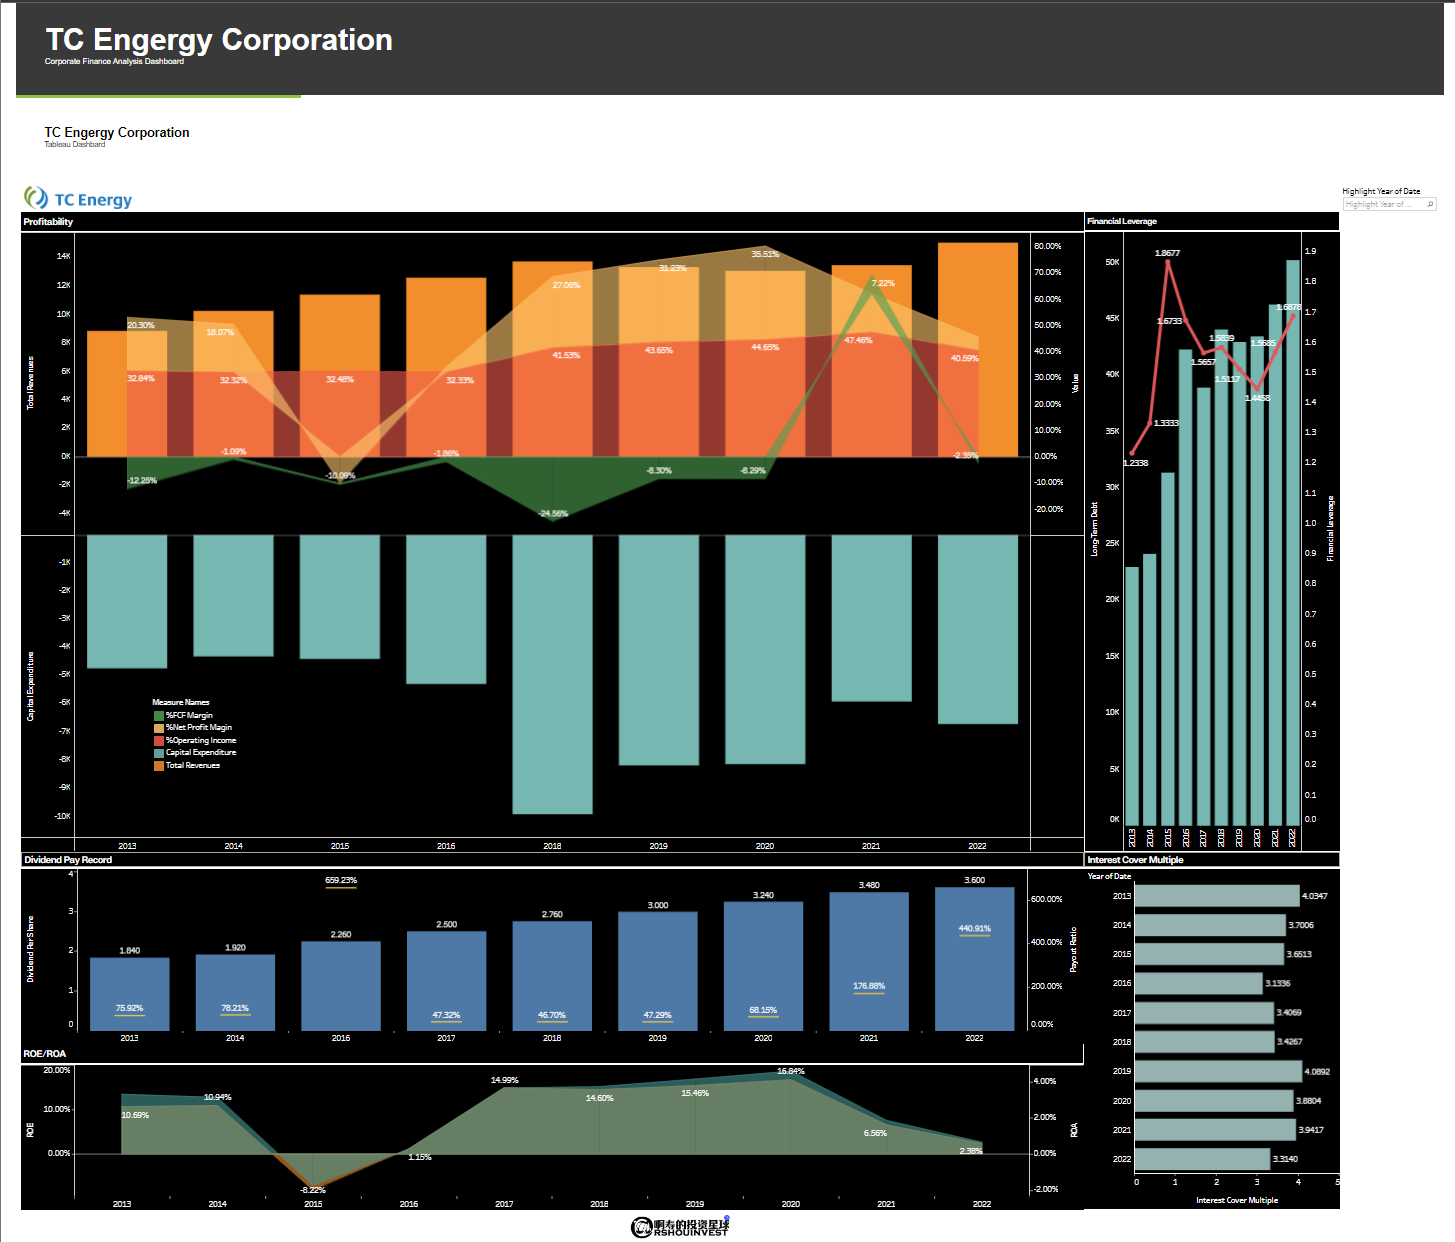 TC Engergy Corporation
Corporate Finance Analysis Dashboard
TC Engergy Corporation
Tableau Dashbard
TC Energy
Highlight Year of Date
Highlight Year of ...
Profitability
Total Revenues
14K
12K
10K
8K
6K
4K
2K
0K
-2K
-4K
20.30%
18.07%
27.06%
31.23%
35.51%
7.22%
32.84%
32.32%
32.48%
32.33%
41.53%
43.65%
44.65%
47.46%
40.59%
-12.25%
-1.09%
-10.09%
-1.86%
-24.56%
-8.30%
-8.29%
-2.35%
80.00%
70.00%
60.00%
50.00%
40.00%
30.00%
20.00%
10.00%
0.00%
-10.00%
-20.00%
Value
Capital Expenditure
-1K
-2K
-3K
-4K
-5K
-6K
-7K
-8K
-9K
-10K
Measure Names
%FCF Margin
%Net Profit Magin
%Operating Income
Capital Expenditure
Total Revenues
2013 2014 2015 2016 2018 2019 2020 2021 2022
Financial Leverage
Long-Term Debt
50K
45K
40K
35K
30K
25K
20K
15K
10K
5K
0K
1.2338
1.3333
1.8677
1.6733
1.5657
1.5839
1.5117
1.4458
1.5685
1.6878
1.9
1.8
1.7
1.6
1.5
1.4
1.3
1.2
1.1
1.0
0.9
0.8
0.7
0.6
0.5
0.4
0.3
0.2
0.1
0.0
Financial Leverage
2013 2014 2015 2016 2017 2018 2019 2020 2021 2022
Dividend Pay Record
Dividend Per Share
4
3
2
1
0
1.840
1.920
2.260
2.500
2.760
3.000
3.240
3.480
3.600
75.92%
78.21%
659.23%
47.32%
46.70%
47.29%
68.15%
176.88%
440.91%
600.00%
400.00%
200.00%
0.00%
Payout Ratio
2013 2014 2016 2017 2018 2019 2020 2021 2022
ROE/ROA
ROE
20.00%
10.00%
0.00%
10.69%
10.94%
-8.22%
1.15%
14.99%
14.60%
15.46%
16.84%
6.56%
2.38%
4.00%
2.00%
0.00%
-2.00%
ROA
2013 2014 2015 2016 2017 2018 2019 2020 2021 2022
Interest Cover Multiple
Year of Date
2013 4.0347
2014 3.7006
2015 3.6513
2016 3.1336
2017 3.4069
2018 3.4267
2019 4.0892
2020 3.8804
2021 3.9417
2022 3.3140
0 1 2 3 4 5
Interest Cover Multiple
啊寿的投资星球
RSHOUINVEST